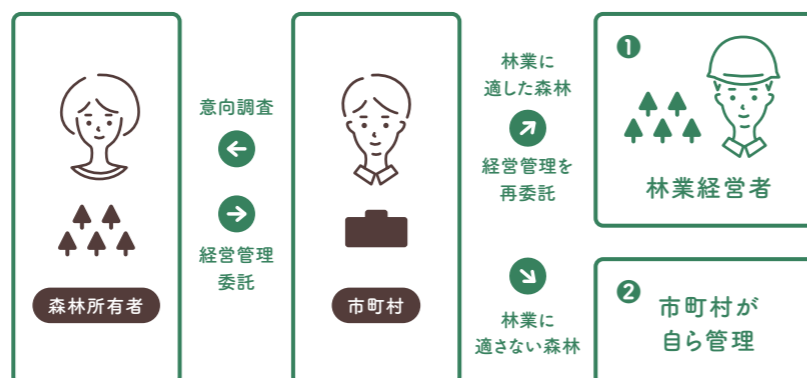 意向調査
経営管理
委託
森林所有者
市町村
林業に
適した森林
経営管理を
再委託
林業に
適さない森林
1
林業経営者
2
市町村が
自ら管理